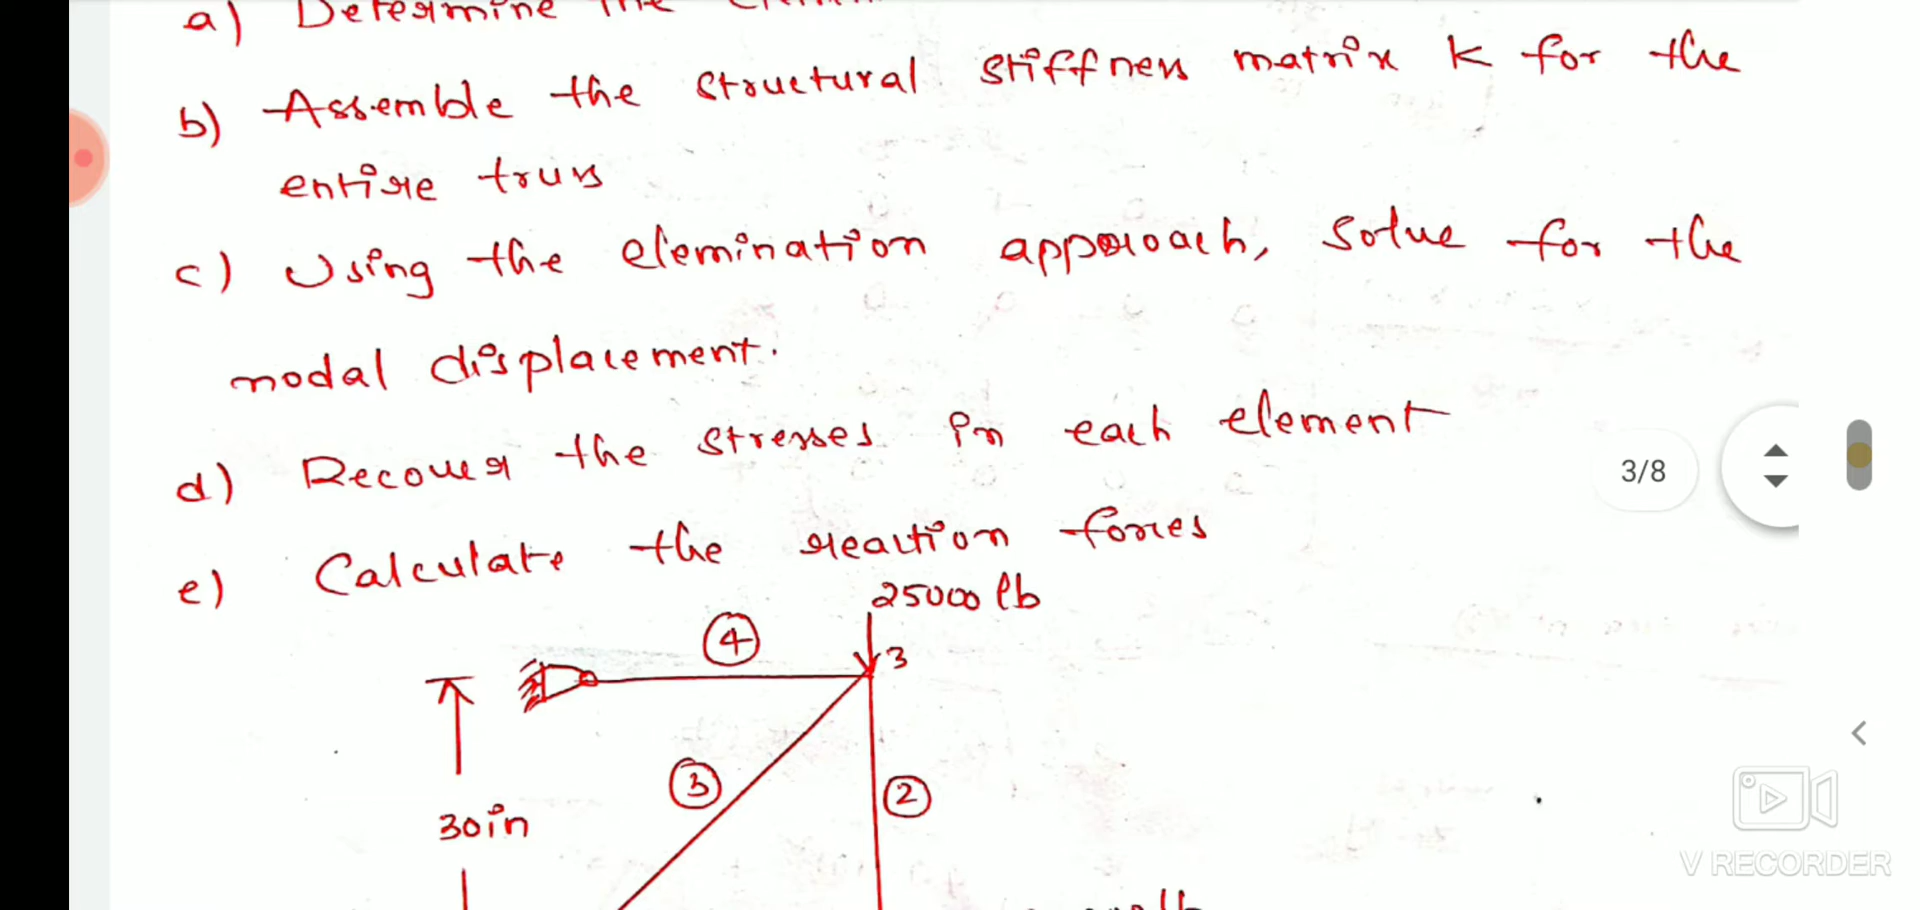 a) Determine the
b) Assemble the structural stiffness matrix K for the
entire truss
c) Using the elemination approach, solve for the
nodal displacement.
d) Recover the stresses in each element
e) Calculate the reaction forces
25000 lb
4
3
3
2
30in
3/8
V RECORDER